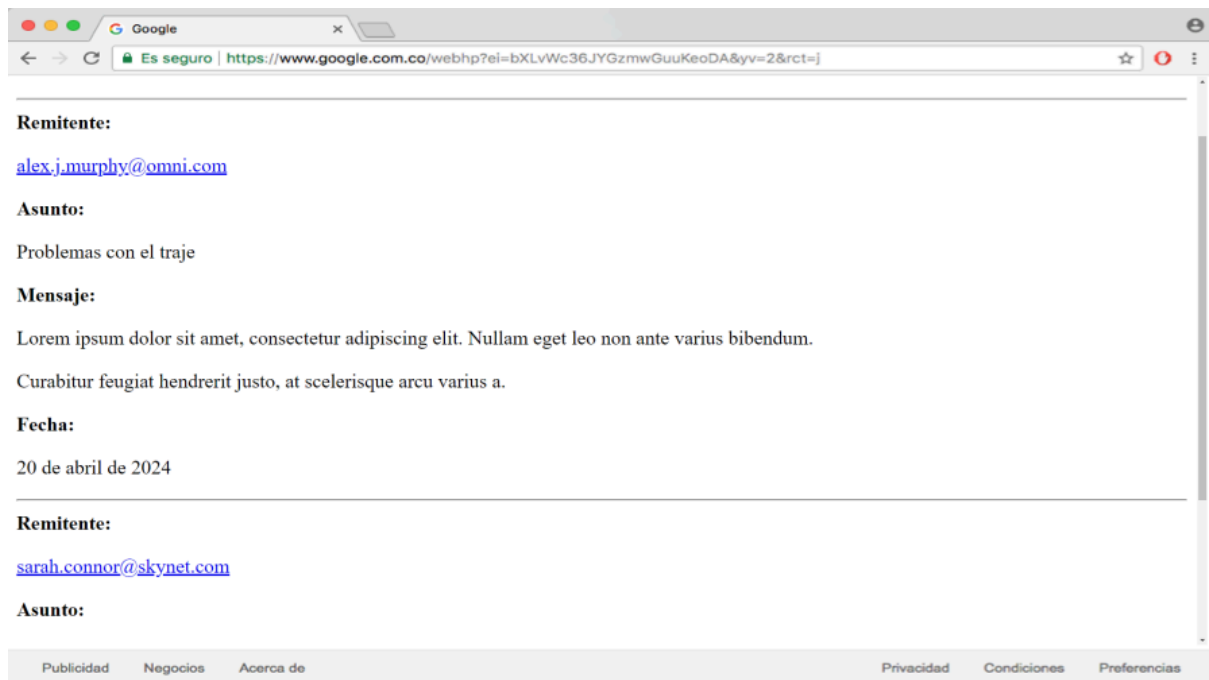 Google
Es seguro | https://www.google.com.co/webhp?ei=bXLvWc36JYGzmwGuuKeoDA&yv=2&rct=j
Remitente:
alex.j.murphy@omni.com
Asunto:
Problemas con el traje
Mensaje:
Lorem ipsum dolor sit amet, consectetur adipiscing elit. Nullam eget leo non ante varius bibendum.
Curabitur feugiat hendrerit justo, at scelerisque arcu varius a.
Fecha:
20 de abril de 2024
Remitente:
sarah.connor@skynet.com
Asunto:
Publicidad Negocios Acerca de Privacidad Condiciones Preferencias